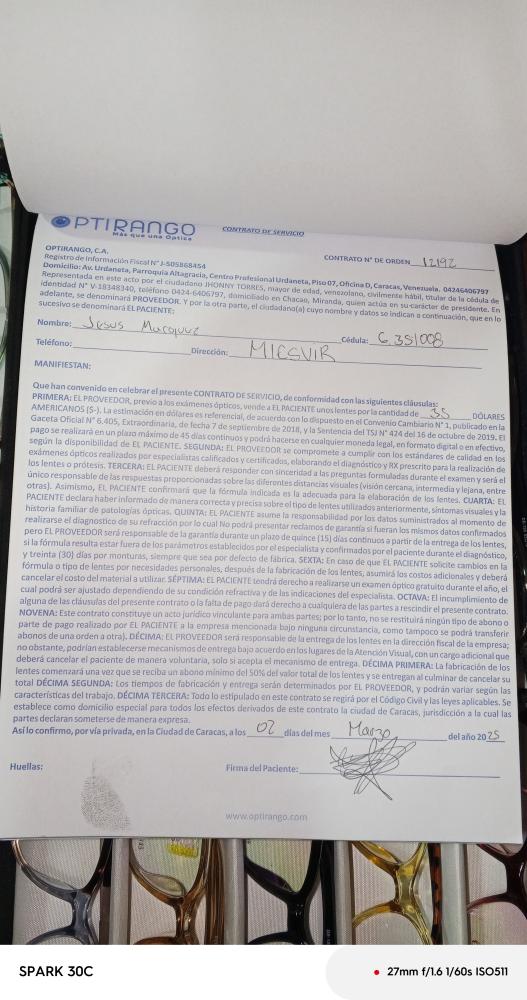 OPTIRANGO
Más que una Óptica
CONTRATO DE SERVICIO
OPTIRANGO, C.A.
CONTRATO N° DE ORDEN 12192
Registro de Información Fiscal N° J-505868454
Domicilio: Av. Urdaneta, Parroquia Altagracia, Centro Profesional Urdaneta, Piso 07, Oficina D, Caracas, Venezuela. 04246406797
Representada en este acto por el ciudadano JHONNY TORRES, mayor de edad, venezolano, civilmente hábil, titular de la cédula de
identidad N° V-18348340, teléfono 0424-6406797, domiciliado en Chacao, Miranda, quien actúa en su carácter de presidente. En
adelante, se denominará PROVEEDOR. Y por la otra parte, el ciudadano(a) cuyo nombre y datos se indican a continuación, que en lo
sucesivo se denominará EL PACIENTE:
Nombre: Jesus Marquez Cédula: 6.351008
Teléfono: Dirección: MICSVIR
MANIFIESTAN:
Que han convenido en celebrar el presente CONTRATO DE SERVICIO, de conformidad con las siguientes cláusulas:
PRIMERA: EL PROVEEDOR, previo a los exámenes ópticos, vende a EL PACIENTE unos lentes por la cantidad de 35 DÓLARES
AMERICANOS ($-). La estimación en dólares es referencial, de acuerdo con lo dispuesto en el Convenio Cambiario N° 1, publicado en la
Gaceta Oficial N° 6.405, Extraordinaria, de fecha 7 de septiembre de 2018, y la Sentencia del TSJ N° 424 del 16 de octubre de 2019. El
pago se realizará en un plazo máximo de 45 días continuos y podrá hacerse en cualquier moneda legal, en formato digital o en efectivo,
según la disponibilidad de EL PACIENTE. SEGUNDA: EL PROVEEDOR se compromete a cumplir con los estándares de calidad en los
exámenes ópticos realizados por especialistas calificados y certificados, elaborando el diagnóstico y RX prescrito para la realización de
los lentes o prótesis. TERCERA: EL PACIENTE deberá responder con sinceridad a las preguntas formuladas durante el examen y será el
único responsable de las respuestas proporcionadas sobre las diferentes distancias visuales (visión cercana, intermedia y lejana, entre
otras). Asimismo, EL PACIENTE confirmará que la fórmula indicada es la adecuada para la elaboración de los lentes. CUARTA: EL
PACIENTE declara haber informado de manera correcta y precisa sobre el tipo de lentes utilizados anteriormente, síntomas visuales y la
historia familiar de patologías ópticas. QUINTA: EL PACIENTE asume la responsabilidad por los datos suministrados al momento de
realizarse el diagnostico de su refracción por lo cual No podrá presentar reclamos de garantía si fueran los mismos datos confirmados
pero EL PROVEEDOR será responsable de la garantía durante un plazo de quince (15) días continuos a partir de la entrega de los lentes,
si la fórmula resulta estar fuera de los parámetros establecidos por el especialista y confirmados por el paciente durante el diagnóstico,
y treinta (30) días por monturas, siempre que sea por defecto de fábrica. SEXTA: En caso de que EL PACIENTE solicite cambios en la
fórmula o tipo de lentes por necesidades personales, después de la fabricación de los lentes, asumirá los costos adicionales y deberá
cancelar el costo del material a utilizar. SÉPTIMA: EL PACIENTE tendrá derecho a realizarse un examen óptico gratuito durante el año, el
cual podrá ser ajustado dependiendo de su condición refractiva y de las indicaciones del especialista. OCTAVA: El incumplimiento de
alguna de las cláusulas del presente contrato o la falta de pago dará derecho a cualquiera de las partes a rescindir el presente contrato.
NOVENA: Este contrato constituye un acto jurídico vinculante para ambas partes; por lo tanto, no se restituirá ningún tipo de abono o
parte de pago realizado por EL PACIENTE a la empresa mencionada bajo ninguna circunstancia, como tampoco se podrá transferir
abonos de una orden a otra). DÉCIMA: EL PROVEEDOR será responsable de la entrega de los lentes en la dirección fiscal de la empresa;
no obstante, podrían establecerse mecanismos de entrega bajo acuerdo en los lugares de la Atención Visual, con un cargo adicional que
deberá cancelar el paciente de manera voluntaria, solo si acepta el mecanismo de entrega. DÉCIMA PRIMERA: La fabricación de los
lentes comenzará una vez que se reciba un abono mínimo del 50% del valor total de los lentes y se entregan al culminar de cancelar su
total DÉCIMA SEGUNDA: Los tiempos de fabricación y entrega serán determinados por EL PROVEEDOR, y podrán variar según las
características del trabajo. DÉCIMA TERCERA: Todo lo estipulado en este contrato se regirá por el Código Civil y las leyes aplicables. Se
establece como domicilio especial para todos los efectos derivados de este contrato la ciudad de Caracas, jurisdicción a la cual las
partes declaran someterse de manera expresa.
Así lo confirmo, por vía privada, en la Ciudad de Caracas, a los 02 días del mes Marzo del año 2025
Huellas:
Firma del Paciente:
www.optirango.com
SPARK 30C
27mm f/1.6 1/60s ISO511